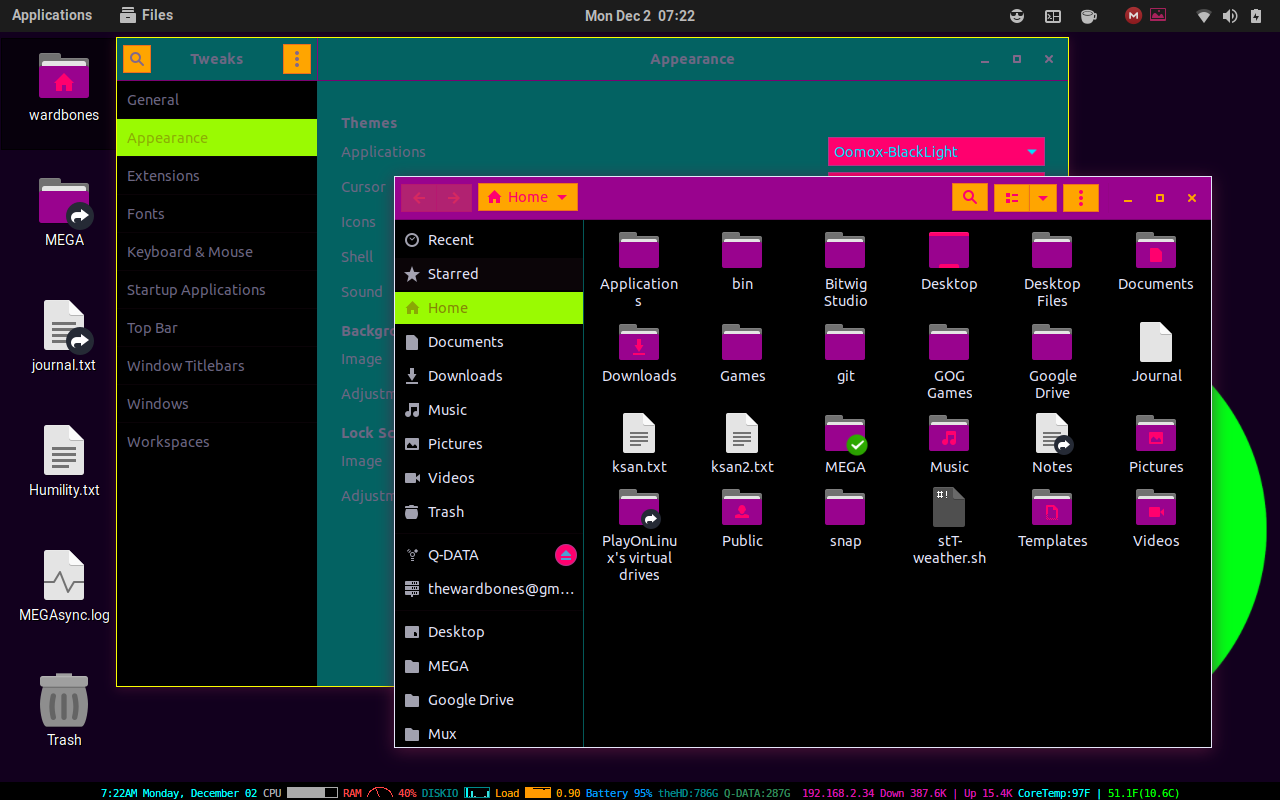 Applications Files Mon Dec 2 07:22
wardbones
MEGA
journal.txt
Humility.txt
MEGAsync.log
Trash
Tweaks Appearance
General
Appearance
Extensions
Fonts
Keyboard & Mouse
Startup Applications
Top Bar
Window Titlebars
Windows
Workspaces
Themes
Applications Oomox-BlackLight
Cursor
Icons
Shell
Sound
Backgro
Image
Adjustm
Lock Sc
Image
Adjustm
Home
Recent
Starred
Home
Documents
Downloads
Music
Pictures
Videos
Trash
Q-DATA
thewardbones@gm...
Desktop
MEGA
Google Drive
Mux
Application
s
bin
Bitwig
Studio
Desktop
Desktop
Files
Documents
Downloads
Games
git
GOG
Games
Google
Drive
Journal
ksan.txt
ksan2.txt
MEGA
Music
Notes
Pictures
PlayOnLinu
x's virtual
drives
Public
snap
#!
stT-
weather.sh
Templates
Videos
7:22AM Monday, December 02 CPU RAM 40% DISKIO Load 0.90 Battery 95% theHD:786G Q-DATA:287G 192.168.2.34 Down 387.6K | Up 15.4K CoreTemp:97F | 51.1F(10.6C)